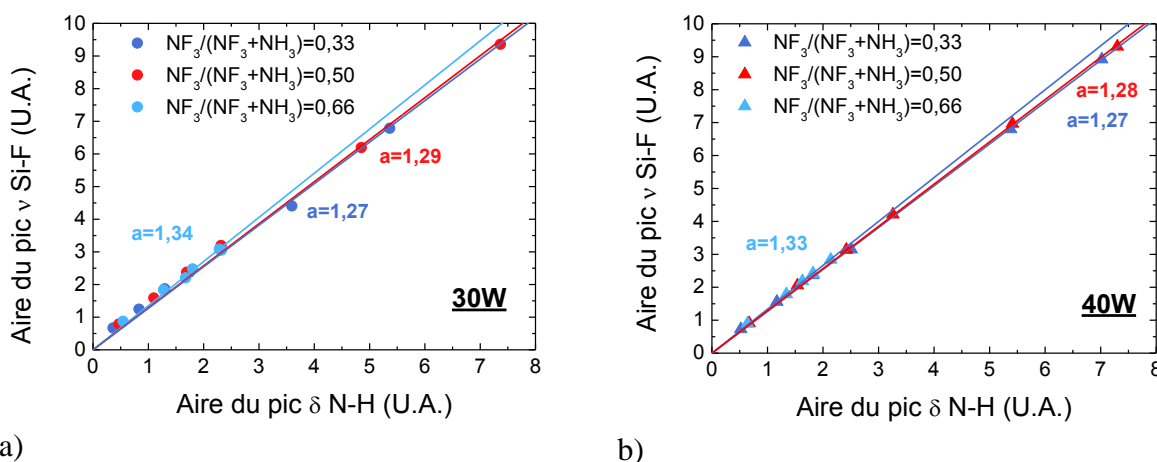 10
9
8
7
6
5
4
3
2
1
0
Aire du pic ν Si-F (U.A.)
NF₃/(NF₃+NH₃)=0,33
NF₃/(NF₃+NH₃)=0,50
NF₃/(NF₃+NH₃)=0,66
a=1,29
a=1,27
a=1,34
30W
0 1 2 3 4 5 6 7 8
Aire du pic δ N-H (U.A.)
a)
10
9
8
7
6
5
4
3
2
1
0
Aire du pic ν Si-F (U.A.)
NF₃/(NF₃+NH₃)=0,33
NF₃/(NF₃+NH₃)=0,50
NF₃/(NF₃+NH₃)=0,66
a=1,28
a=1,27
a=1,33
40W
0 1 2 3 4 5 6 7 8
Aire du pic δ N-H (U.A.)
b)